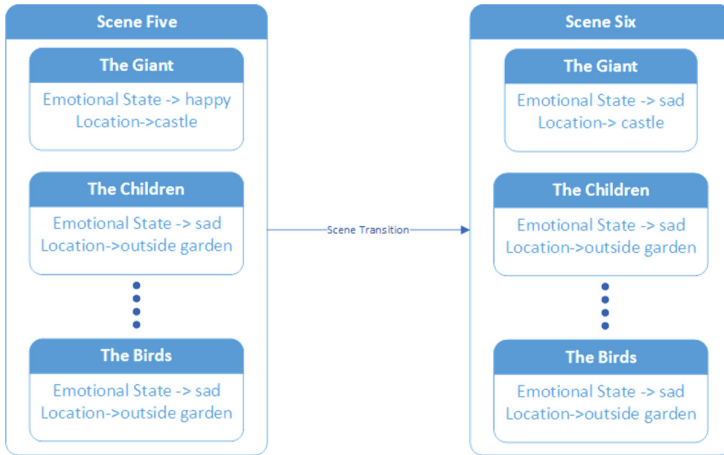 Scene Five
The Giant
Emotional State -> happy
Location->castle
The Children
Emotional State -> sad
Location->outside garden
The Birds
Emotional State -> sad
Location->outside garden
Scene Transition
Scene Six
The Giant
Emotional State -> sad
Location-> castle
The Children
Emotional State -> sad
Location->outside garden
The Birds
Emotional State -> sad
Location->outside garden